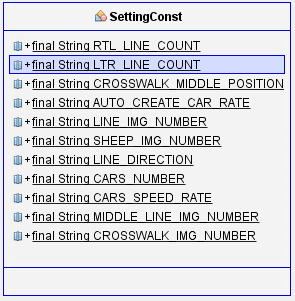 SettingConst
+final String RTL_LINE_COUNT
+final String LTR_LINE_COUNT
+final String CROSSWALK_MIDDLE_POSITION
+final String AUTO_CREATE_CAR_RATE
+final String LINE_IMG_NUMBER
+final String SHEEP_IMG_NUMBER
+final String LINE_DIRECTION
+final String CARS_NUMBER
+final String CARS_SPEED_RATE
+final String MIDDLE_LINE_IMG_NUMBER
+final String CROSSWALK_IMG_NUMBER